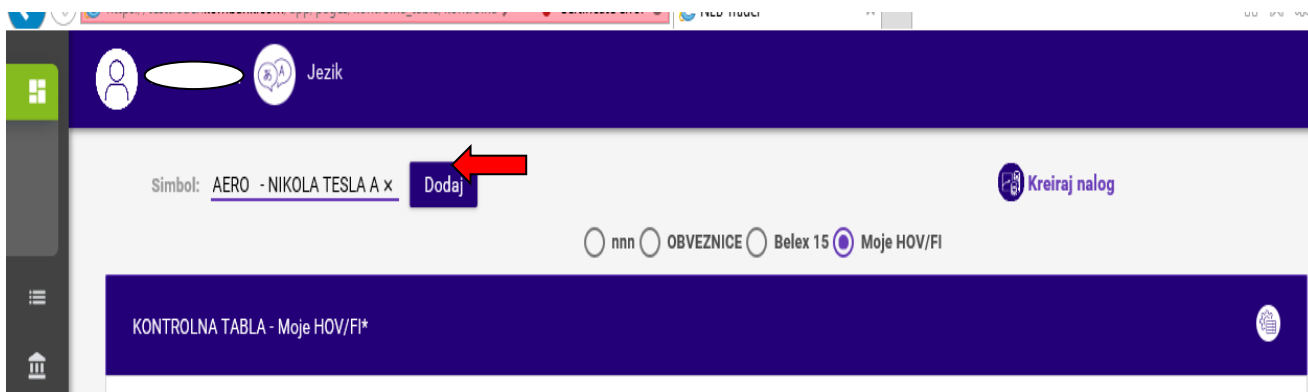 Jezik
Simbol: AERO - NIKOLA TESLA A × Dodaj
Kreiraj nalog
nnn OBVEZNICE Belex 15 Moje HOV/FI
KONTROLNA TABLA - Moje HOV/FI*